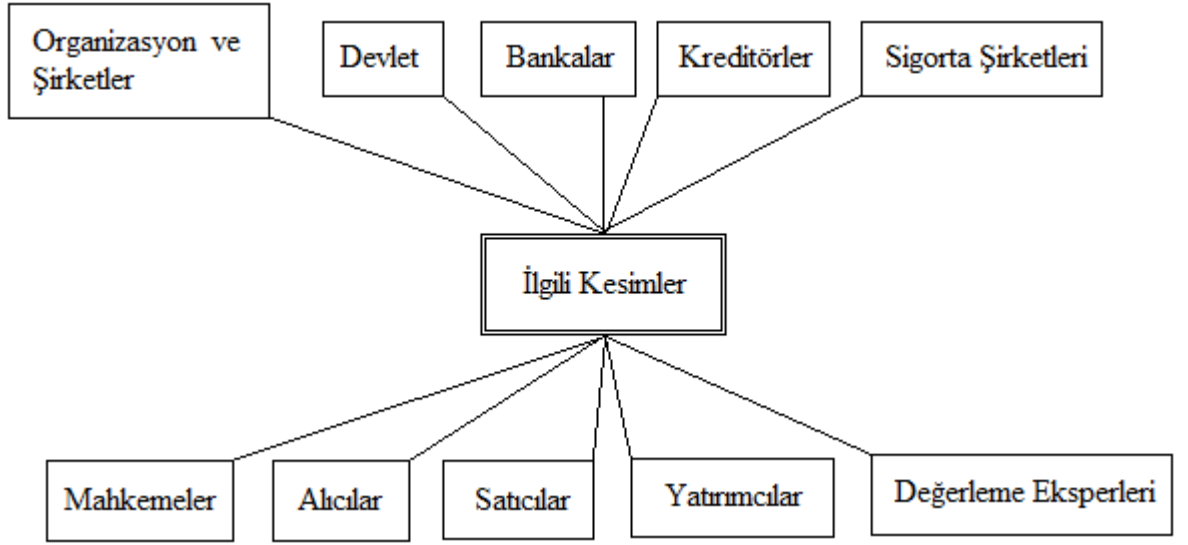 Organizasyon ve
Şirketler
Devlet
Bankalar
Kreditörler
Sigorta Şirketleri
İlgili Kesimler
Mahkemeler
Alıcılar
Satıcılar
Yatırımcılar
Değerleme Eksperleri